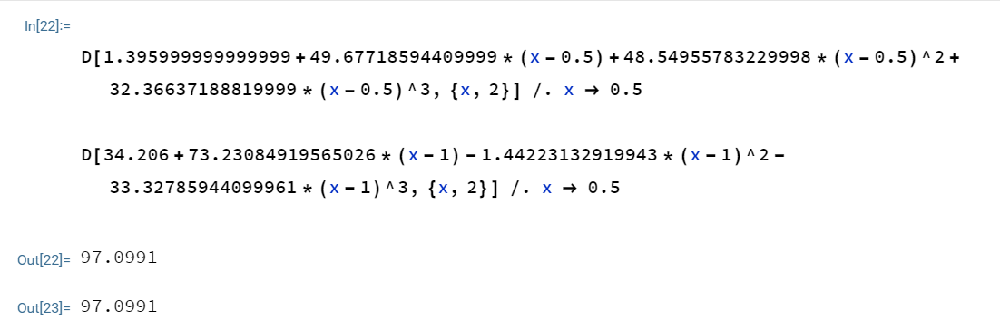 In[22]:=
D[1.395999999999999 + 49.67718594409999 * (x - 0.5) + 48.54955783229998 * (x - 0.5) ^ 2 +
32.36637188819999 * (x - 0.5) ^ 3, {x, 2}] /. x → 0.5
D[34.206 + 73.23084919565026 * (x - 1) - 1.44223132919943 * (x - 1) ^ 2 -
33.32785944099961 * (x - 1) ^ 3, {x, 2}] /. x → 0.5
Out[22]= 97.0991
Out[23]= 97.0991